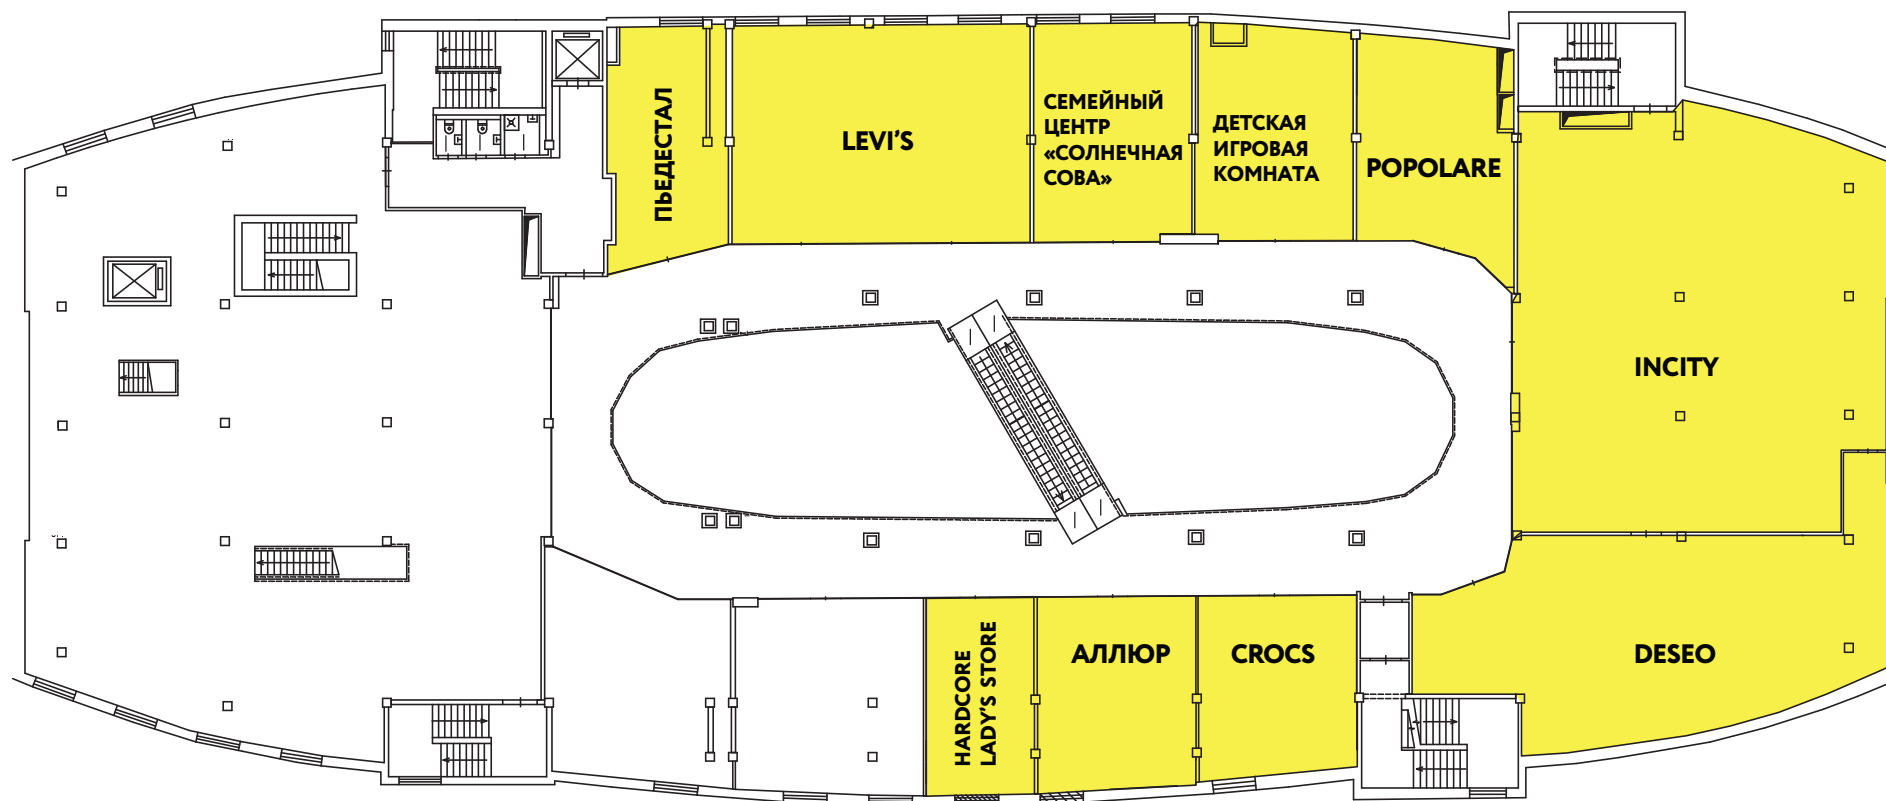 ПЬЕДЕСТАЛ
LEVI'S
СЕМЕЙНЫЙ
ЦЕНТР
«СОЛНЕЧНАЯ
СОВА»
ДЕТСКАЯ
ИГРОВАЯ
КОМНАТА
POPOLARE
INCITY
HARDCORE
LADY'S STORE
АЛЛЮР
CROCS
DESEO